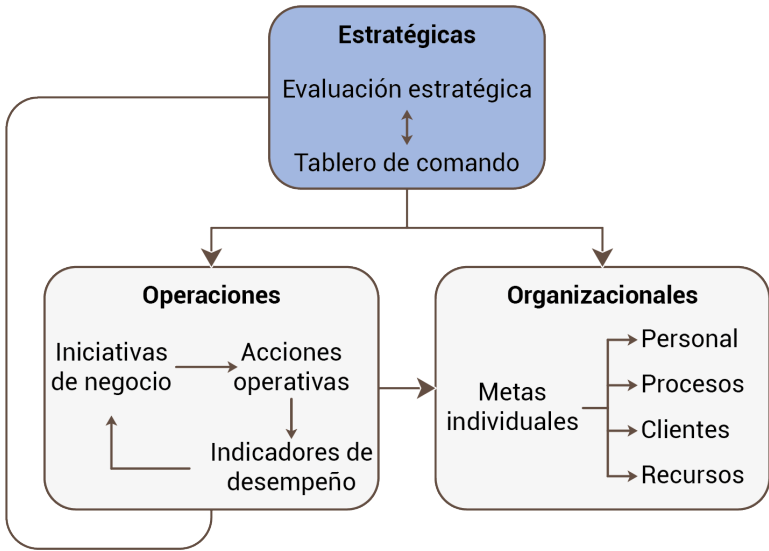 Estratégicas
Evaluación estratégica
Tablero de comando
Operaciones
Iniciativas
de negocio
Acciones
operativas
Indicadores de
desempeño
Organizacionales
Metas
individuales
Personal
Procesos
Clientes
Recursos